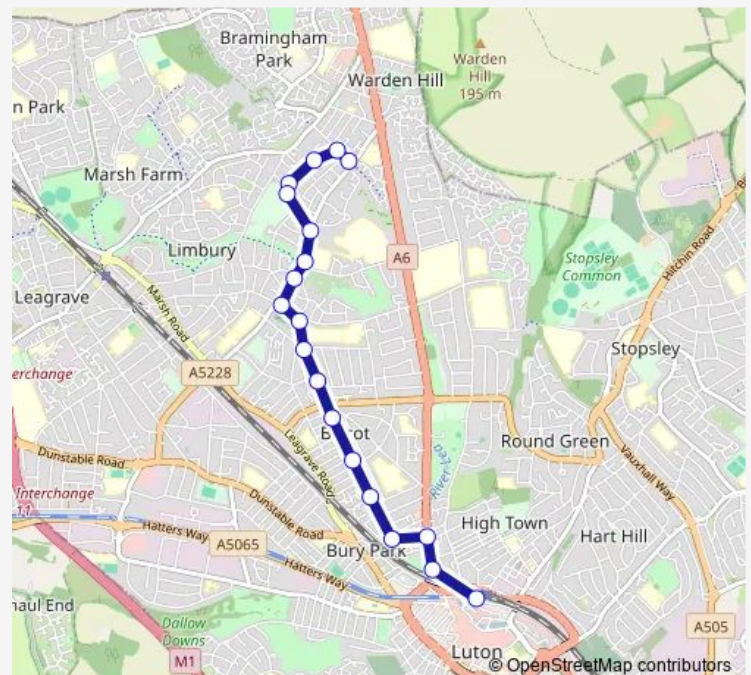 Bramingham
Park
Warden Hill
Warden
Hill
195 m
n Park
Marsh Farm
Limbury
A6
Stopsley
Common
Hitchin Road
Leagrave
Marsh Road
Stopsley
erchange
A5228
Round Green
Dunstable Road
Leagrave Road
River Lea
Vauxhall Way
Interchange
11
Dunstable Road
High Town
Hatters Way
A5065
Bury Park
Hart Hill
Hatters Way
haul End
Dallow
Downs
A505
M1
Luton
© OpenStreetMap contributors